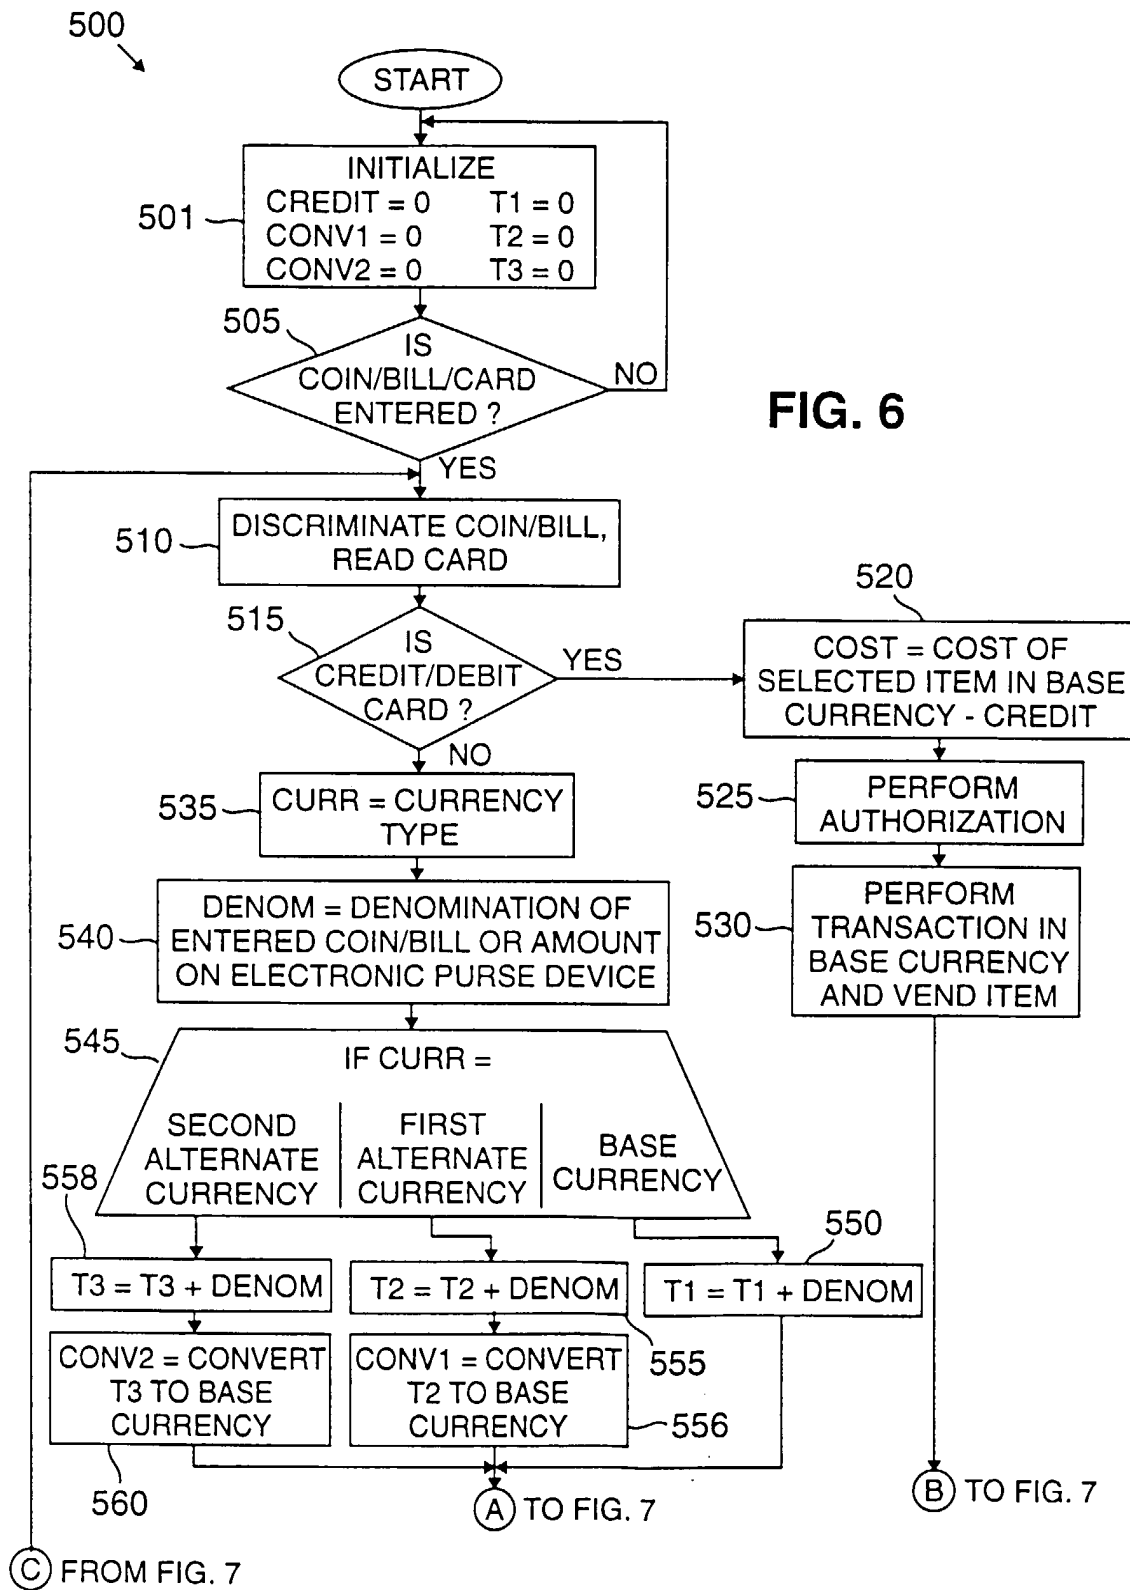 500
START
INITIALIZE
CREDIT = 0 T1 = 0
501
CONV1 = 0 T2 = 0
CONV2 = 0 T3 = 0
505
IS
COIN/BILL/CARD
ENTERED ?
NO
FIG. 6
YES
510
DISCRIMINATE COIN/BILL,
READ CARD
515
IS
CREDIT/DEBIT
CARD ?
YES
520
COST = COST OF
SELECTED ITEM IN BASE
CURRENCY - CREDIT
NO
525
PERFORM
AUTHORIZATION
535
CURR = CURRENCY
TYPE
530
PERFORM
TRANSACTION IN
BASE CURRENCY
AND VEND ITEM
540
DENOM = DENOMINATION OF
ENTERED COIN/BILL OR AMOUNT
ON ELECTRONIC PURSE DEVICE
545
IF CURR =
SECOND
ALTERNATE
CURRENCY
FIRST
ALTERNATE
CURRENCY
BASE
CURRENCY
558
T3 = T3 + DENOM
T2 = T2 + DENOM
550
T1 = T1 + DENOM
555
CONV2 = CONVERT
T3 TO BASE
CURRENCY
CONV1 = CONVERT
T2 TO BASE
CURRENCY
556
560
A TO FIG. 7
B TO FIG. 7
C FROM FIG. 7